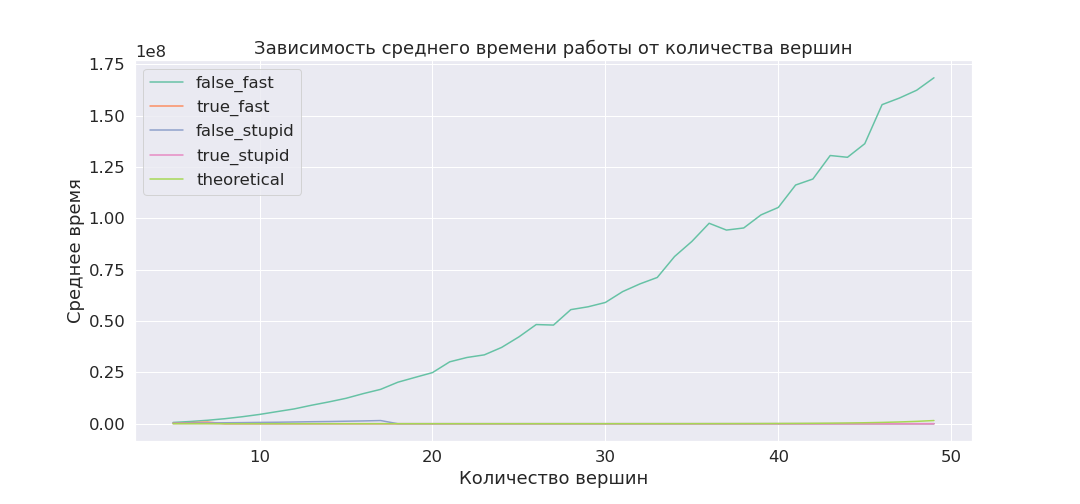 Зависимость среднего времени работы от количества вершин
1e8
1.75
1.50
1.25
1.00
0.75
0.50
0.25
0.00
Среднее время
false_fast
true_fast
false_stupid
true_stupid
theoretical
10 20 30 40 50
Количество вершин